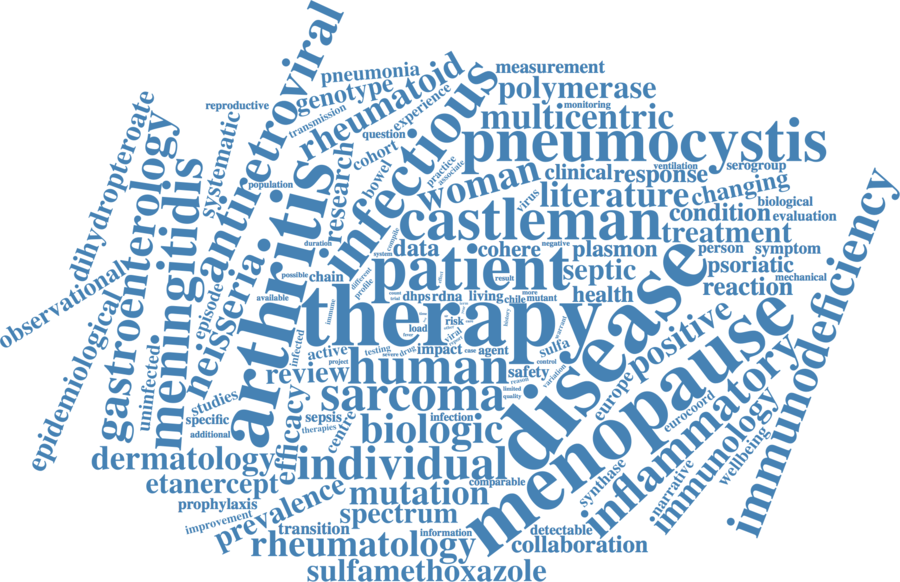 antiretroviral
pneumonia
rheumatoid
measurement
genotype
polymerase
monitoring
reproductive
transmission
experience
multicentric
dihydropteroate
systematic
question
cohort
infectious
pneumocystis
gastroenterology
research
bowel
practice
associate
ventilation
serogroup
woman
clinical
response
meningitidis
population
arthritis
virus
literature
changing
biological
castleman
condition
evaluation
neisseria
duration
compile
system
data
cohere
negative
plasmon
treatment
person
symptom
observational
possible
chain
different
profile
patient
result
septic
psoriatic
mechanical
immunodeficiency
episode
available
dhps
rdna
living
chile
more
mutant
health
reaction
disease
epidemiological
immune
therapy
load
risk
viral
history
positive
uninfected
infected
active
testing
drug
severe
impact
case
agent
sulfa
control
menopause
project
review
human
safety
reason
variation
europe
inflammatory
studies
efficacy
sarcoma
limited
quality
specific
sepsis
infection
eurocoord
additional
therapies
centre
biologic
immunology
wellbeing
dermatology
individual
synthase
narrative
etanercept
comparable
prophylaxis
prevalence
mutation
improvement
spectrum
transition
information
detectable
rheumatology
collaboration
sulfamethoxazole